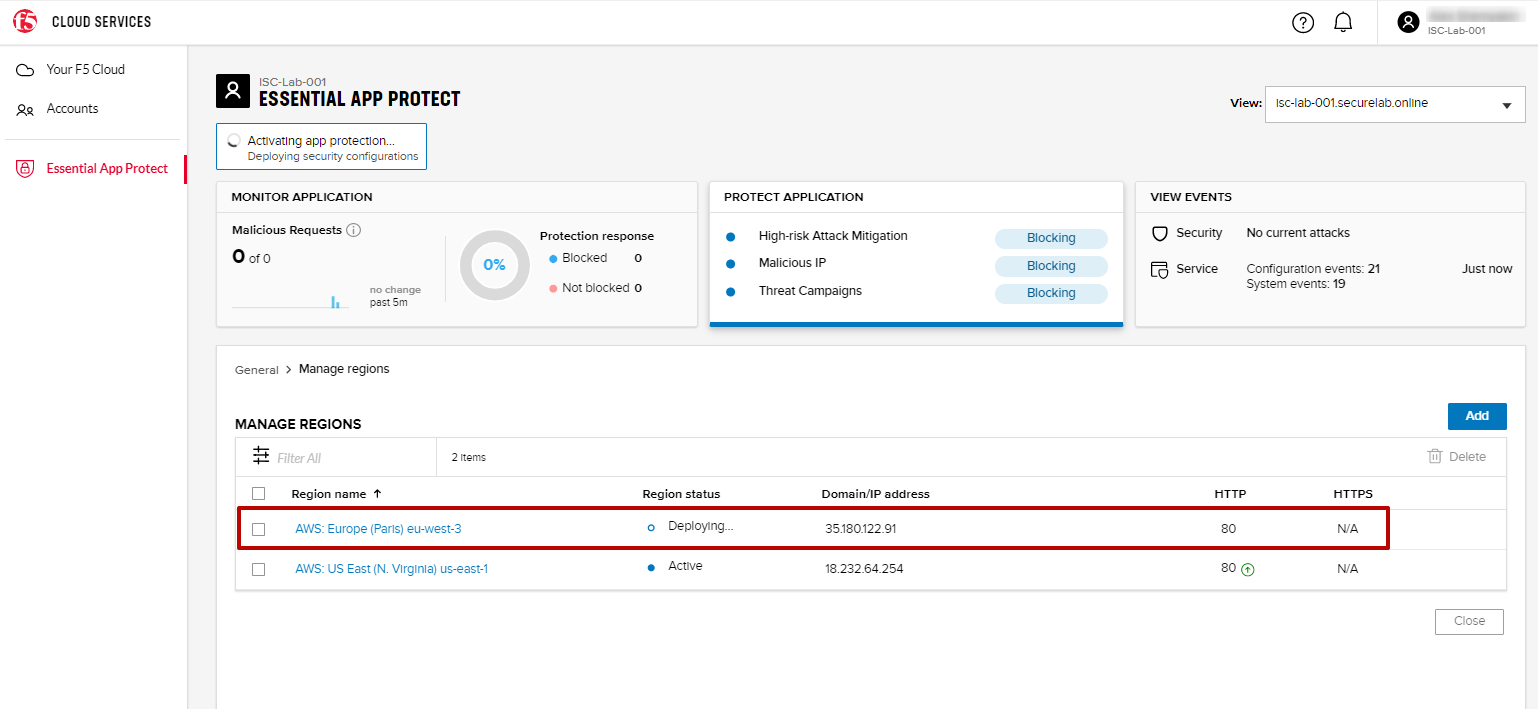 f5 CLOUD SERVICES
ISC-Lab-001
Your F5 Cloud
Accounts
Essential App Protect
ISC-Lab-001
ESSENTIAL APP PROTECT
View: isc-lab-001.securelab.online
Activating app protection...
Deploying security configurations
MONITOR APPLICATION
Malicious Requests
0 of 0
no change
past 5m
0%
Protection response
Blocked 0
Not blocked 0
PROTECT APPLICATION
High-risk Attack Mitigation Blocking
Malicious IP Blocking
Threat Campaigns Blocking
VIEW EVENTS
Security No current attacks
Service Configuration events: 21 Just now
System events: 19
General > Manage regions
Add
MANAGE REGIONS
Filter All 2 items Delete
Region name ↑ Region status Domain/IP address HTTP HTTPS
AWS: Europe (Paris) eu-west-3 Deploying... 35.180.122.91 80 N/A
AWS: US East (N. Virginia) us-east-1 Active 18.232.64.254 80 N/A
Close